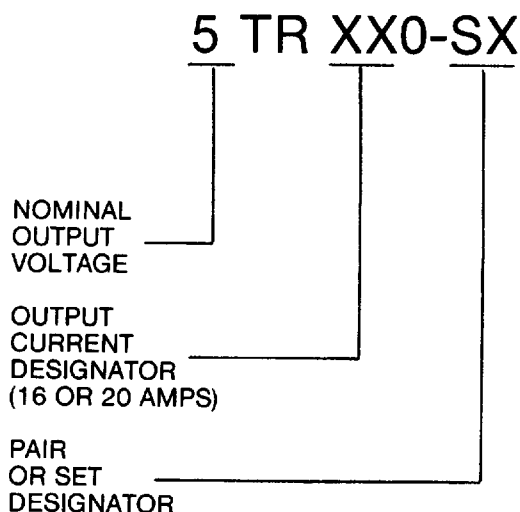 5 TR XX0-SX
NOMINAL
OUTPUT
VOLTAGE
OUTPUT
CURRENT
DESIGNATOR
(16 OR 20 AMPS)
PAIR
OR SET
DESIGNATOR